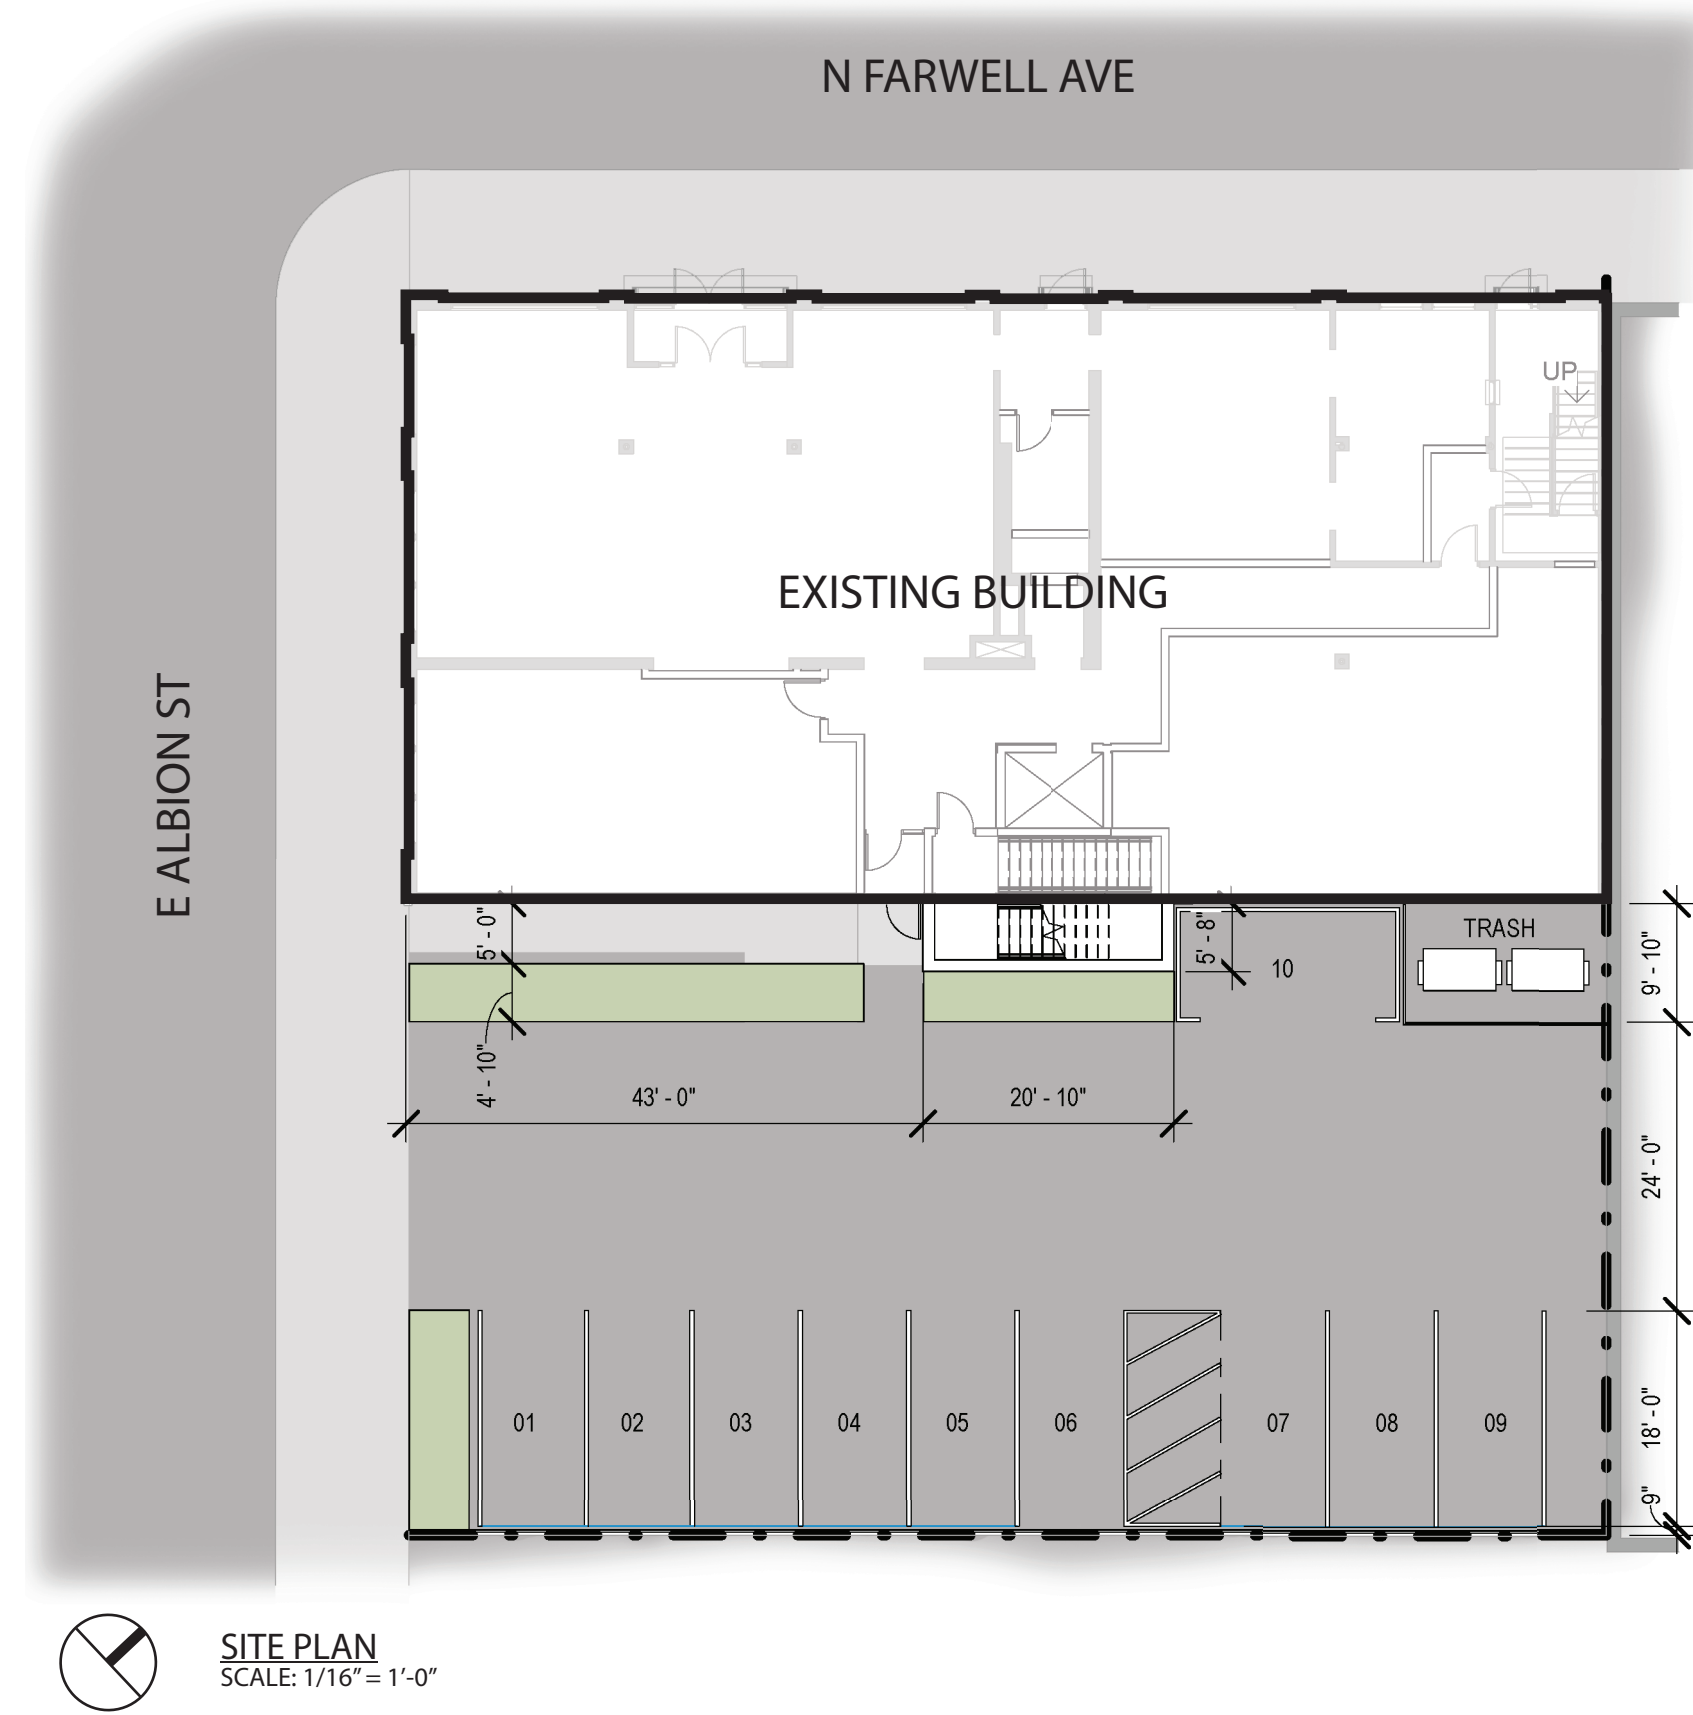 N FARWELL AVE
UP
EXISTING BUILDING
E ALBION ST
5' - 0"
5' - 8"
10
TRASH
9' - 10"
4' - 10"
43' - 0"
20' - 10"
24' - 0"
01
02
03
04
05
06
07
08
09
18' - 0"
9"
SITE PLAN
SCALE: 1/16” = 1’-0”